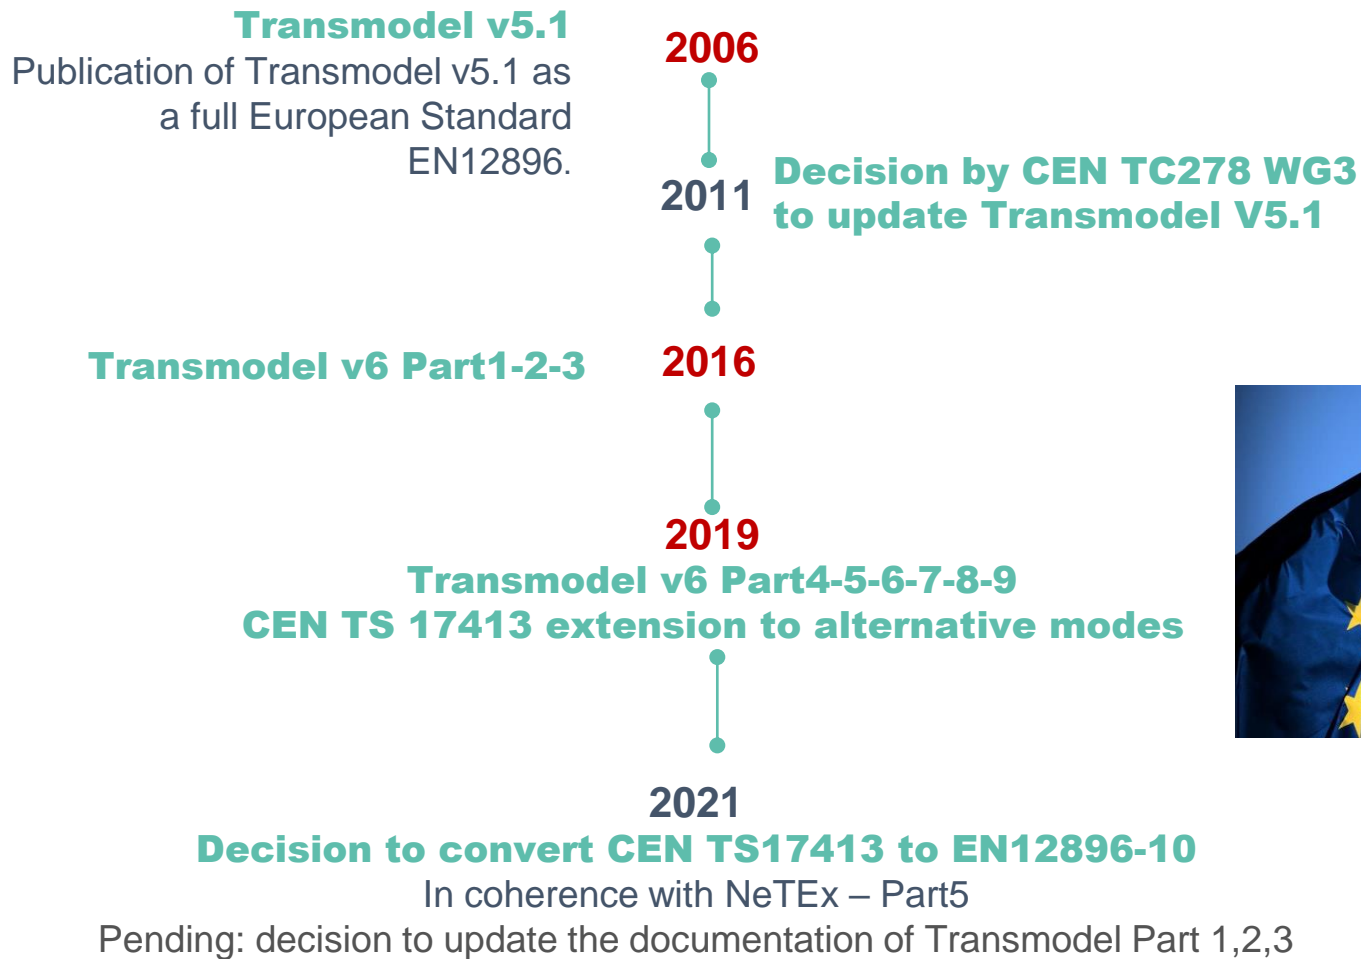 Transmodel v5.1
Publication of Transmodel v5.1 as
a full European Standard
EN12896.
2006
2011
Decision by CEN TC278 WG3
to update Transmodel V5.1
Transmodel v6 Part1-2-3
2016
2019
Transmodel v6 Part4-5-6-7-8-9
CEN TS 17413 extension to alternative modes
2021
Decision to convert CEN TS17413 to EN12896-10
In coherence with NeTEx – Part5
Pending: decision to update the documentation of Transmodel Part 1,2,3